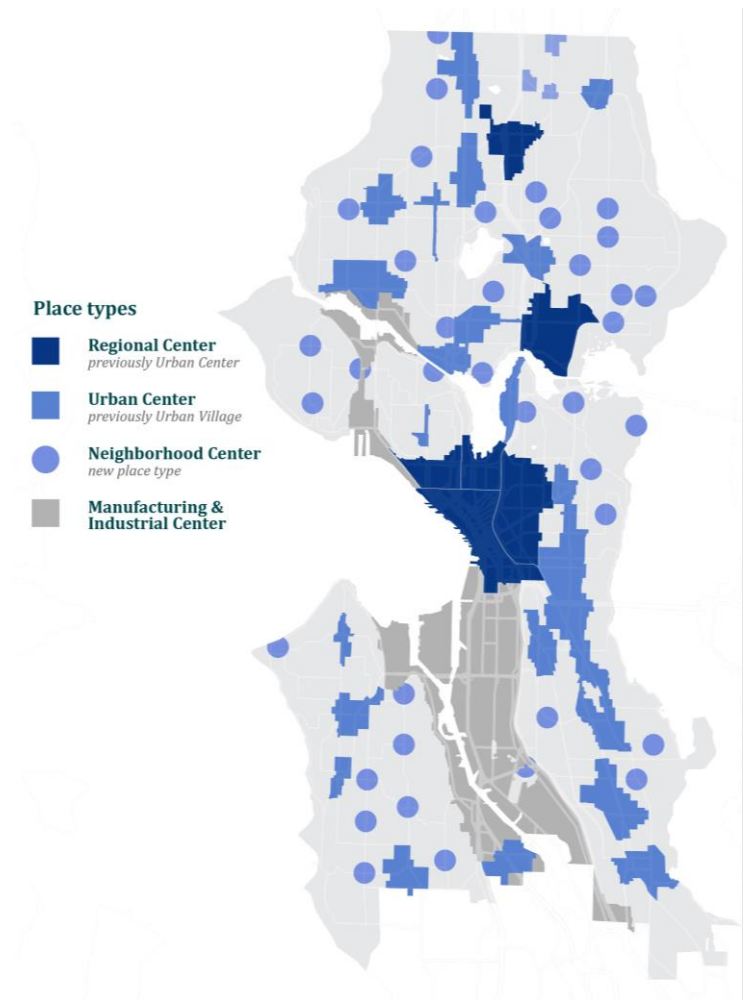 Place types
Regional Center
previously Urban Center
Urban Center
previously Urban Village
Neighborhood Center
new place type
Manufacturing &
Industrial Center